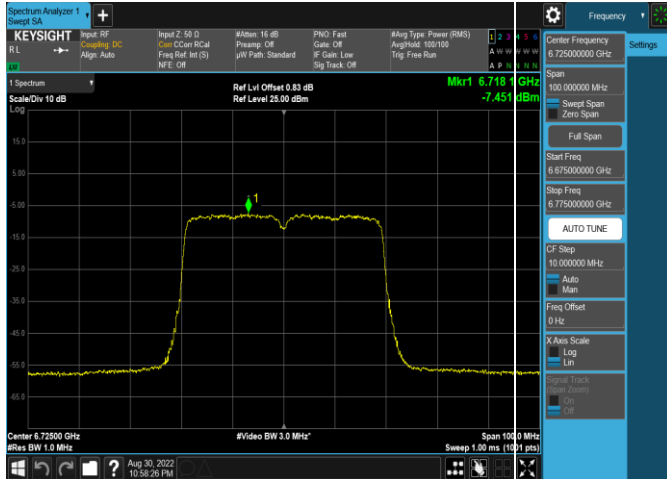 Spectrum Analyzer 1
Swept SA
+
Frequency
KEYSIGHT
R L
Input: RF
Coupling: DC
Align: Auto
Input Z: 50 Ω
Corr CCorr RCal
Freq Ref: Int (S)
NFE: Off
#Atten: 16 dB
Preamp: Off
µW Path: Standard
PNO: Fast
Gate: Off
IF Gain: Low
Sig Track: Off
#Avg Type: Power (RMS)
Avg|Hold: 100/100
Trig: Free Run
1 2 3 4 5 6
A W W W W W
A P N N N N
1 Spectrum
Scale/Div 10 dB
Log
Ref Lvl Offset 0.83 dB
Ref Level 25.00 dBm
Mkr1 6.718 1 GHz
-7.451 dBm
15.0
5.00
-5.00
-15.0
-25.0
-35.0
-45.0
-55.0
-65.0
1
Center 6.72500 GHz
#Res BW 1.0 MHz
#Video BW 3.0 MHz*
Span 100.0 MHz
Sweep 1.00 ms (1001 pts)
Aug 30, 2022
10:58:26 PM
Settings
Center Frequency
6.725000000 GHz
Span
100.000000 MHz
Swept Span
Zero Span
Full Span
Start Freq
6.675000000 GHz
Stop Freq
6.775000000 GHz
AUTO TUNE
CF Step
10.000000 MHz
Auto
Man
Freq Offset
0 Hz
X Axis Scale
Log
Lin
Signal Track
(Span Zoom)
On
Off